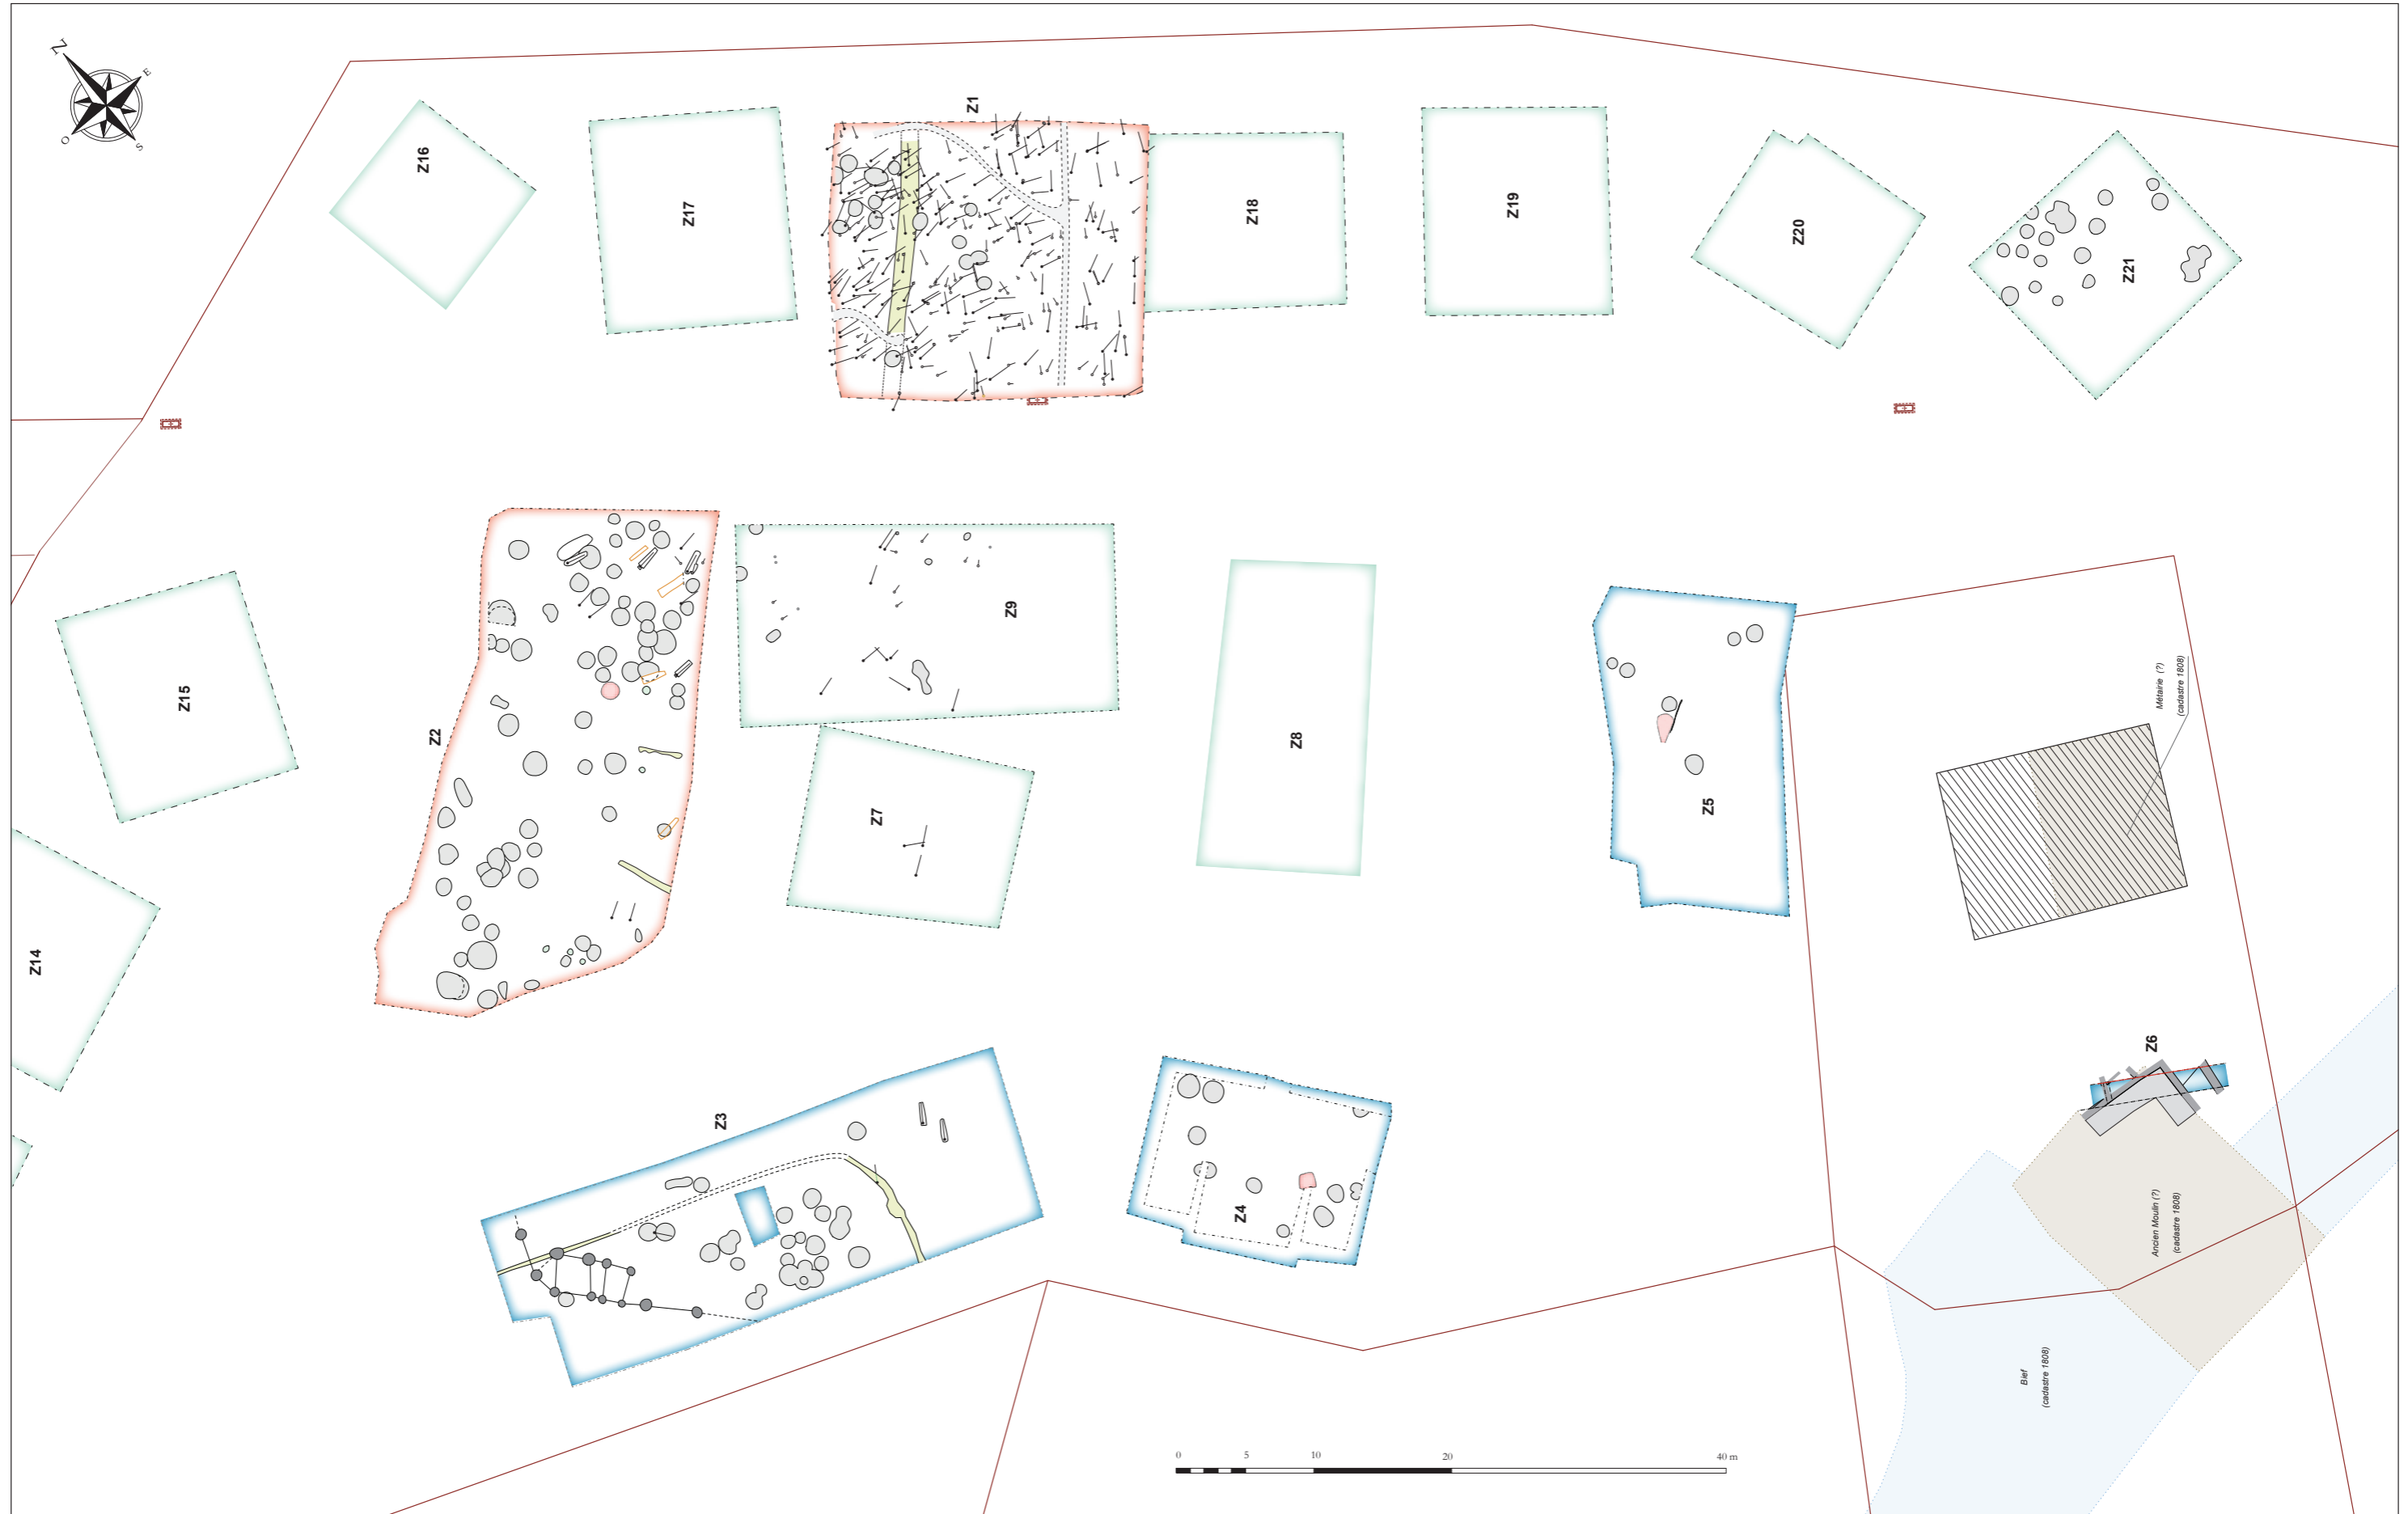 N
E
O
S
Z1
Z16
Z17
Z18
Z19
Z20
Z21
Z9
Z15
Z2
Z8
Z7
Z5
Métairie (?)
(cadastre 1808)
Z14
Z3
Z4
Z6
Ancien Moulin (?)
(cadastre 1808)
Bief
(cadastre 1808)
0 5 10 20 40 m